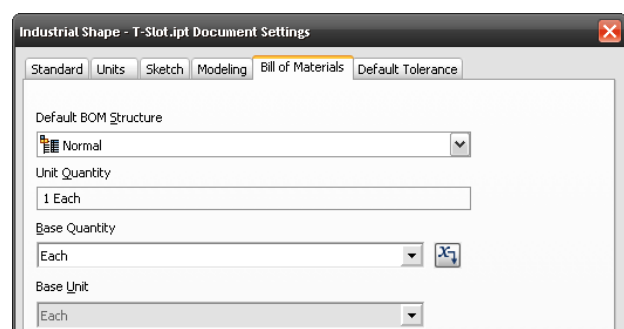 Industrial Shape - T-Slot.ipt Document Settings
Standard Units Sketch Modeling Bill of Materials Default Tolerance
Default BOM Structure
Normal
Unit Quantity
1 Each
Base Quantity
Each
Base Unit
Each